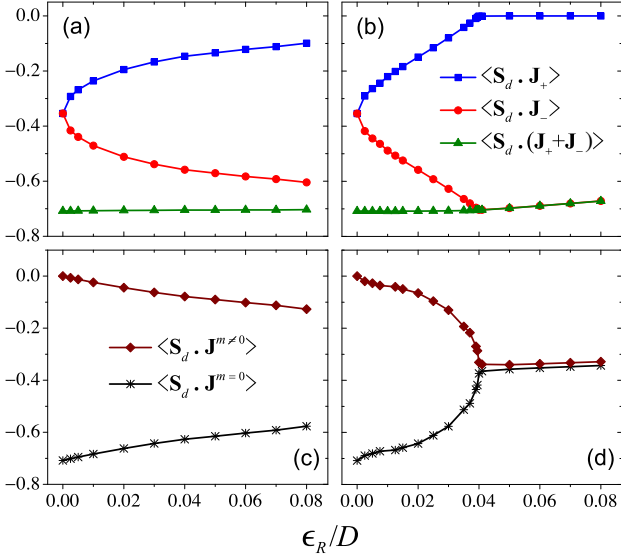 (a)
(b)
0.0
−0.2
−0.4
−0.6
−0.8
<S_d . J_+>
<S_d . J_−>
<S_d . (J_+ + J_−)>
0.0
−0.2
−0.4
−0.6
−0.8
<S_d . J^{m≠0}>
<S_d . J^{m=0}>
(c)
(d)
0.00 0.02 0.04 0.06 0.08 0.00 0.02 0.04 0.06 0.08
ϵ_R/D